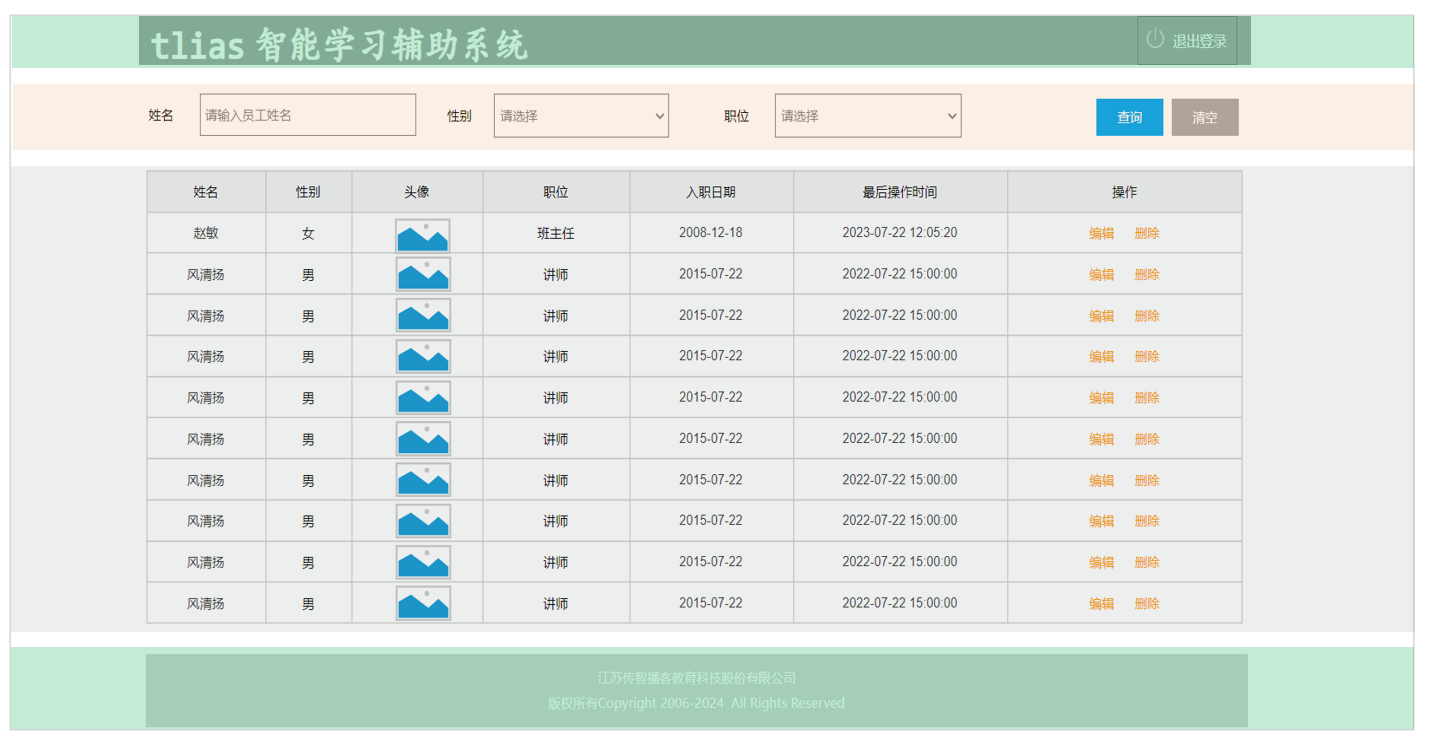 tlias 智能学习辅助系统 退出登录
姓名 请输入员工姓名 性别 请选择 职位 请选择 查询 清空
姓名 性别 头像 职位 入职日期 最后操作时间 操作
赵敏 女 班主任 2008-12-18 2023-07-22 12:05:20 编辑 删除
风清扬 男 讲师 2015-07-22 2022-07-22 15:00:00 编辑 删除
风清扬 男 讲师 2015-07-22 2022-07-22 15:00:00 编辑 删除
风清扬 男 讲师 2015-07-22 2022-07-22 15:00:00 编辑 删除
风清扬 男 讲师 2015-07-22 2022-07-22 15:00:00 编辑 删除
风清扬 男 讲师 2015-07-22 2022-07-22 15:00:00 编辑 删除
风清扬 男 讲师 2015-07-22 2022-07-22 15:00:00 编辑 删除
风清扬 男 讲师 2015-07-22 2022-07-22 15:00:00 编辑 删除
风清扬 男 讲师 2015-07-22 2022-07-22 15:00:00 编辑 删除
风清扬 男 讲师 2015-07-22 2022-07-22 15:00:00 编辑 删除
江苏传智播客教育科技股份有限公司
版权所有Copyright 2006-2024 All Rights Reserved